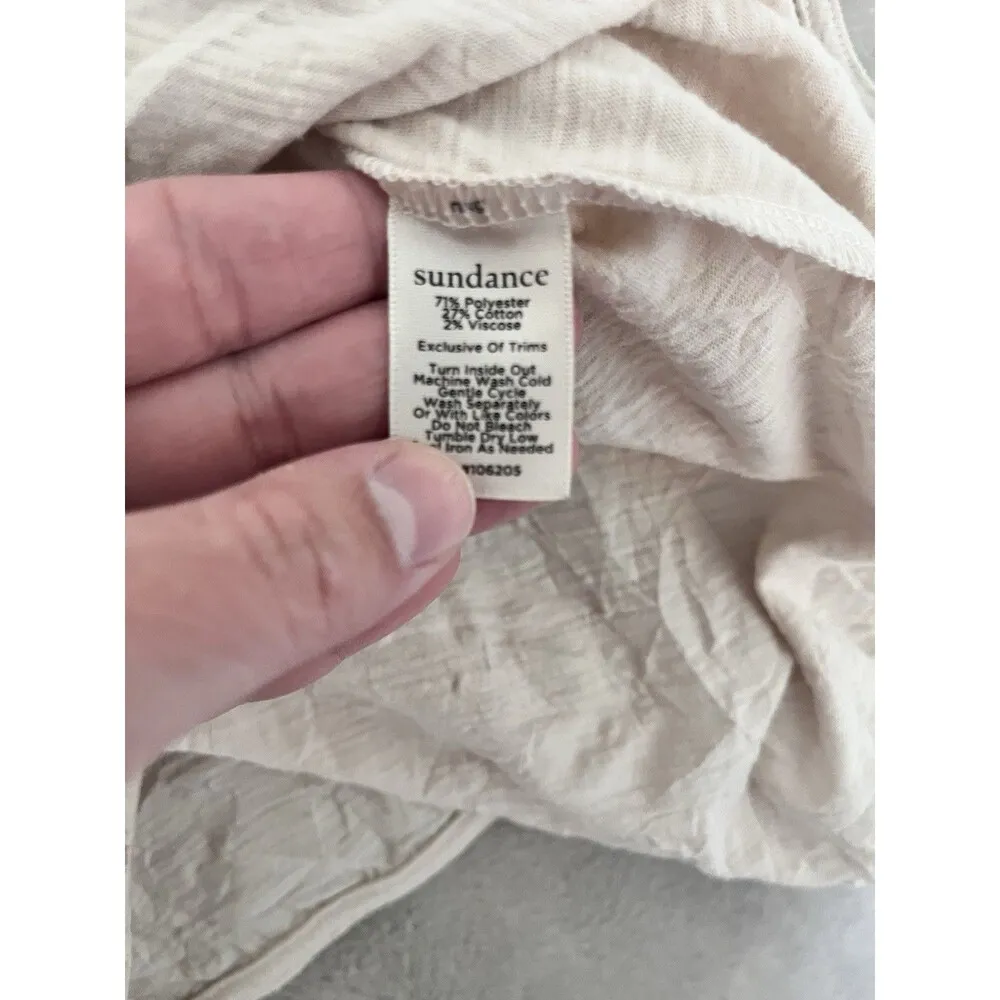 sundance
71% Polyester
27% Cotton
2% Viscose
Exclusive Of Trims
Turn Inside Out
Machine Wash Cold
Gentle Cycle
Wash Separately
Or With Like Colors
Do Not Bleach
Tumble Dry Low
Iron As Needed
106205